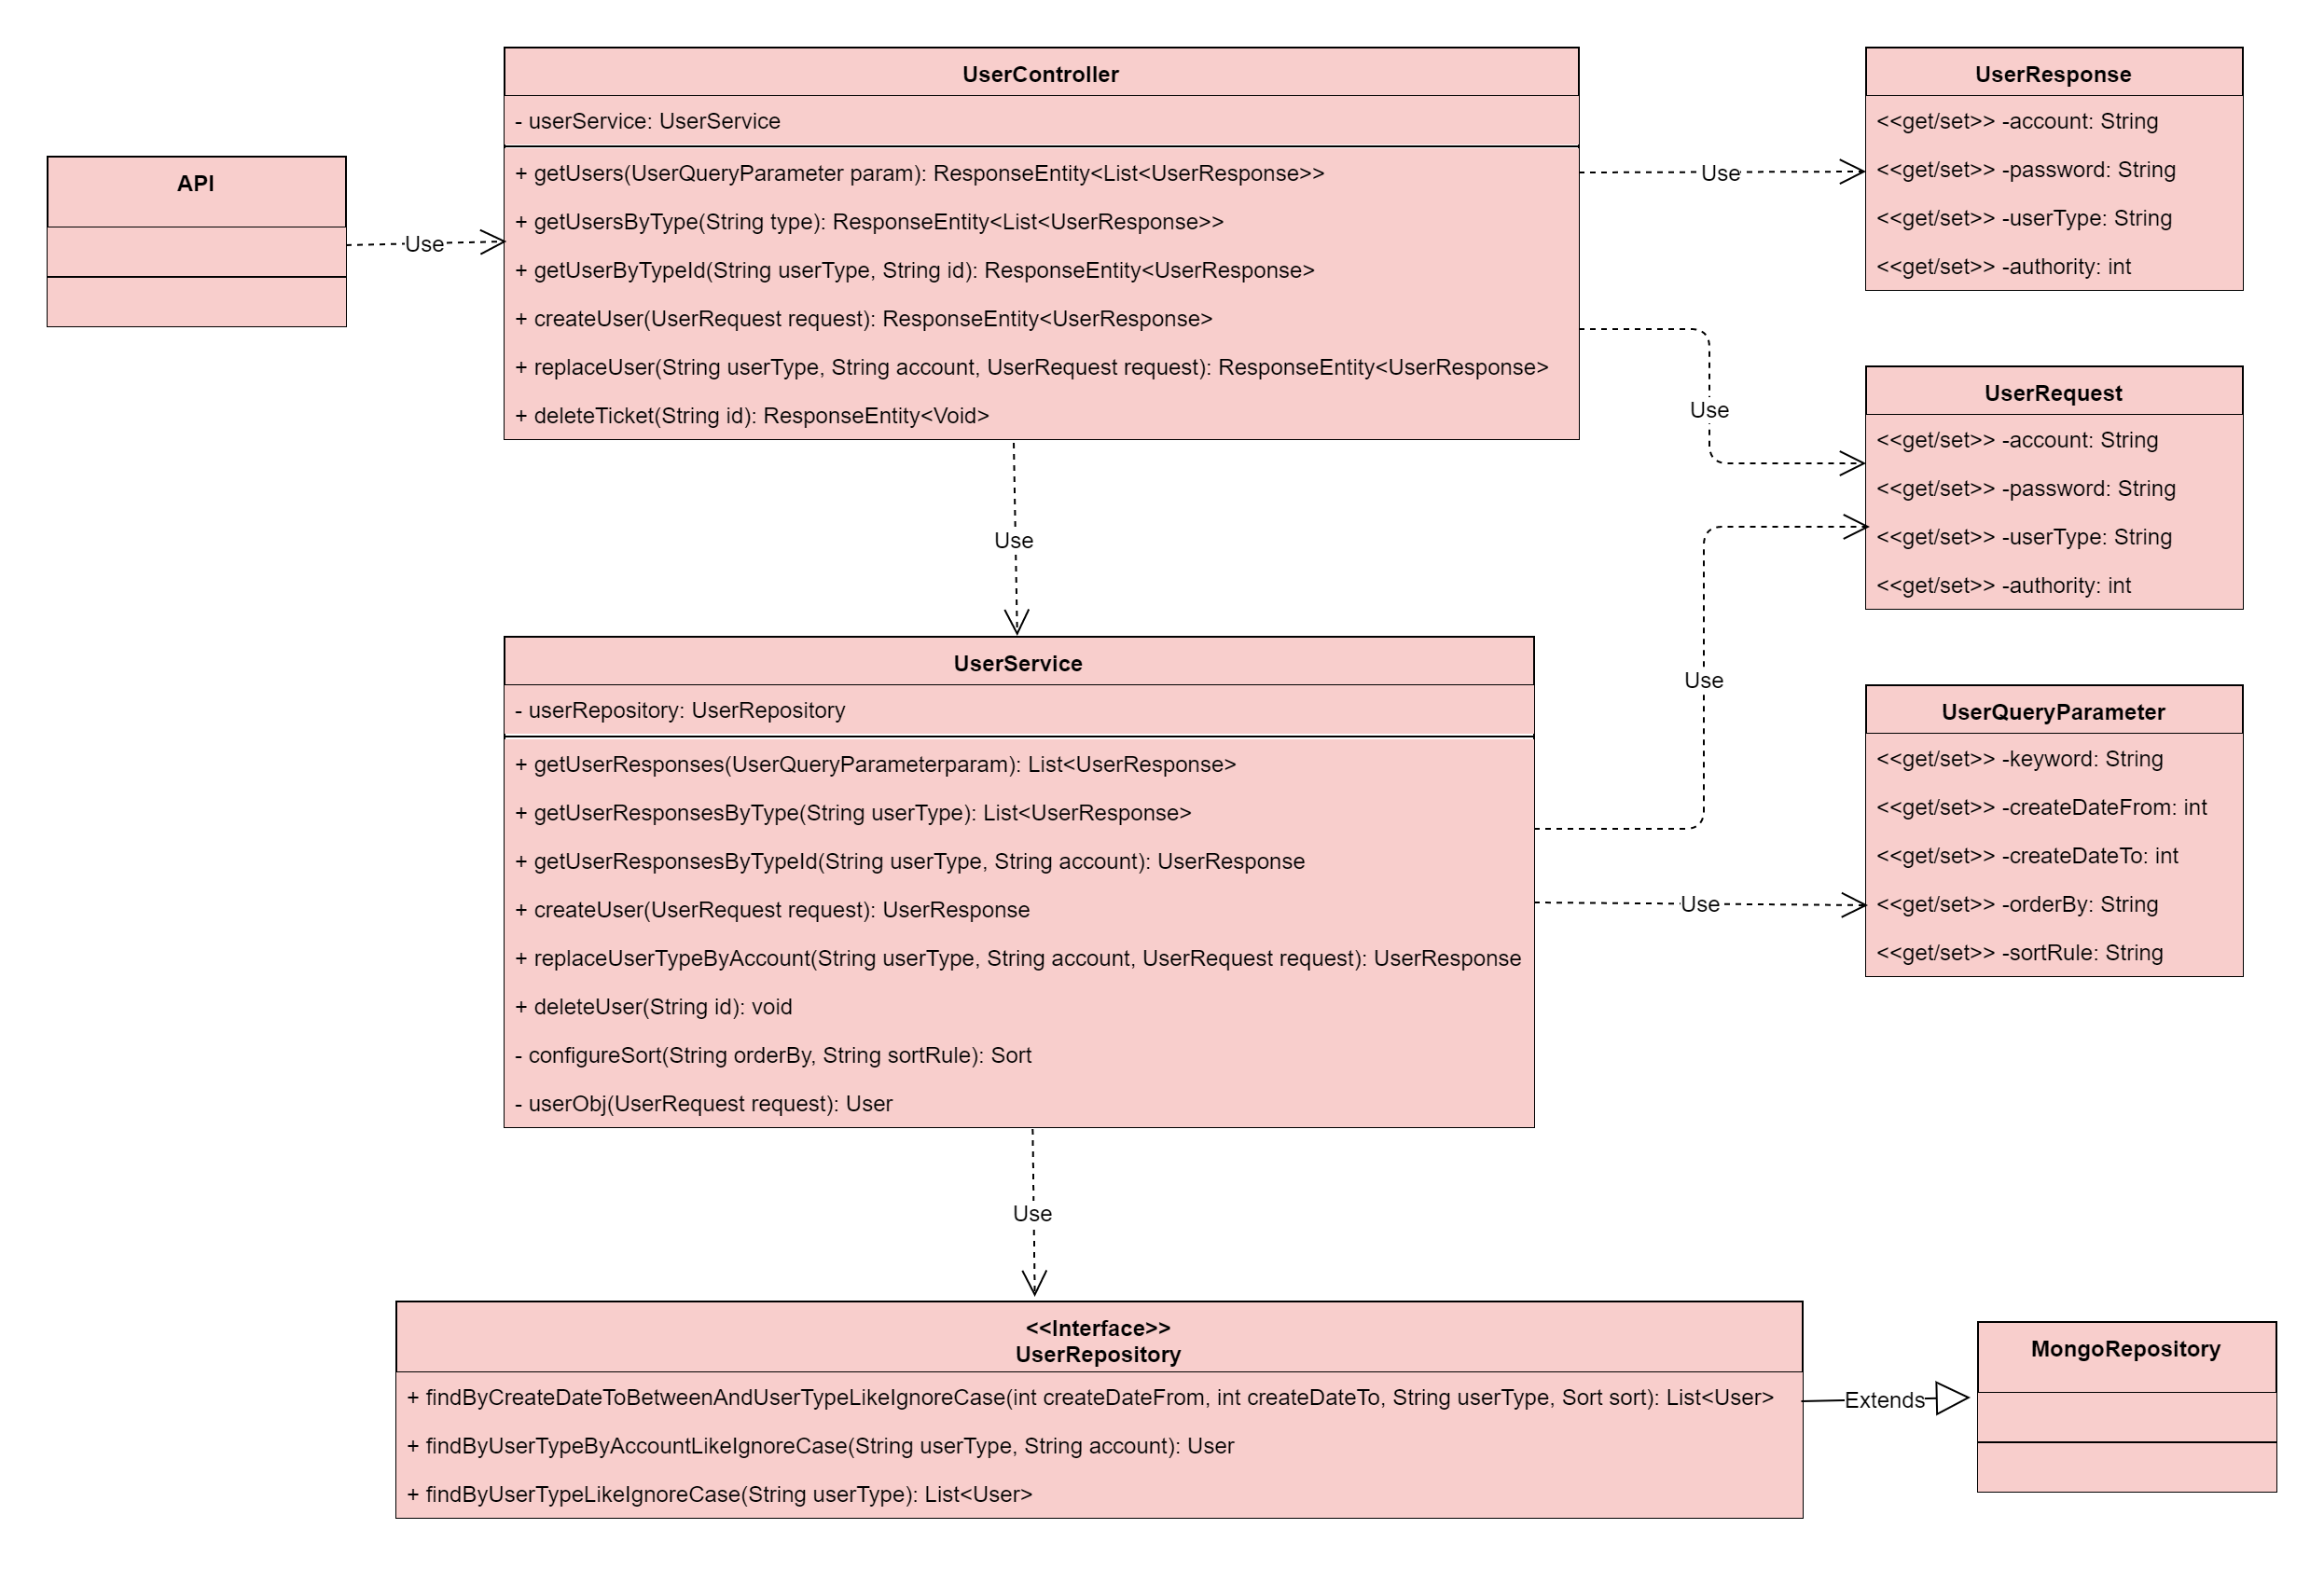 API
Use
UserController
- userService: UserService
+ getUsers(UserQueryParameter param): ResponseEntity<List<UserResponse>>
+ getUsersByType(String type): ResponseEntity<List<UserResponse>>
+ getUserByTypeId(String userType, String id): ResponseEntity<UserResponse>
+ createUser(UserRequest request): ResponseEntity<UserResponse>
+ replaceUser(String userType, String account, UserRequest request): ResponseEntity<UserResponse>
+ deleteTicket(String id): ResponseEntity<Void>
Use
UserResponse
<<get/set>> -account: String
<<get/set>> -password: String
<<get/set>> -userType: String
<<get/set>> -authority: int
Use
UserRequest
<<get/set>> -account: String
<<get/set>> -password: String
<<get/set>> -userType: String
<<get/set>> -authority: int
Use
UserService
- userRepository: UserRepository
+ getUserResponses(UserQueryParameterparam): List<UserResponse>
+ getUserResponsesByType(String userType): List<UserResponse>
+ getUserResponsesByTypeId(String userType, String account): UserResponse
+ createUser(UserRequest request): UserResponse
+ replaceUserTypeByAccount(String userType, String account, UserRequest request): UserResponse
+ deleteUser(String id): void
- configureSort(String orderBy, String sortRule): Sort
- userObj(UserRequest request): User
Use
Use
UserQueryParameter
<<get/set>> -keyword: String
<<get/set>> -createDateFrom: int
<<get/set>> -createDateTo: int
<<get/set>> -orderBy: String
<<get/set>> -sortRule: String
Use
<<Interface>>
UserRepository
+ findByCreateDateToBetweenAndUserTypeLikeIgnoreCase(int createDateFrom, int createDateTo, String userType, Sort sort): List<User>
+ findByUserTypeByAccountLikeIgnoreCase(String userType, String account): User
+ findByUserTypeLikeIgnoreCase(String userType): List<User>
Extends
MongoRepository